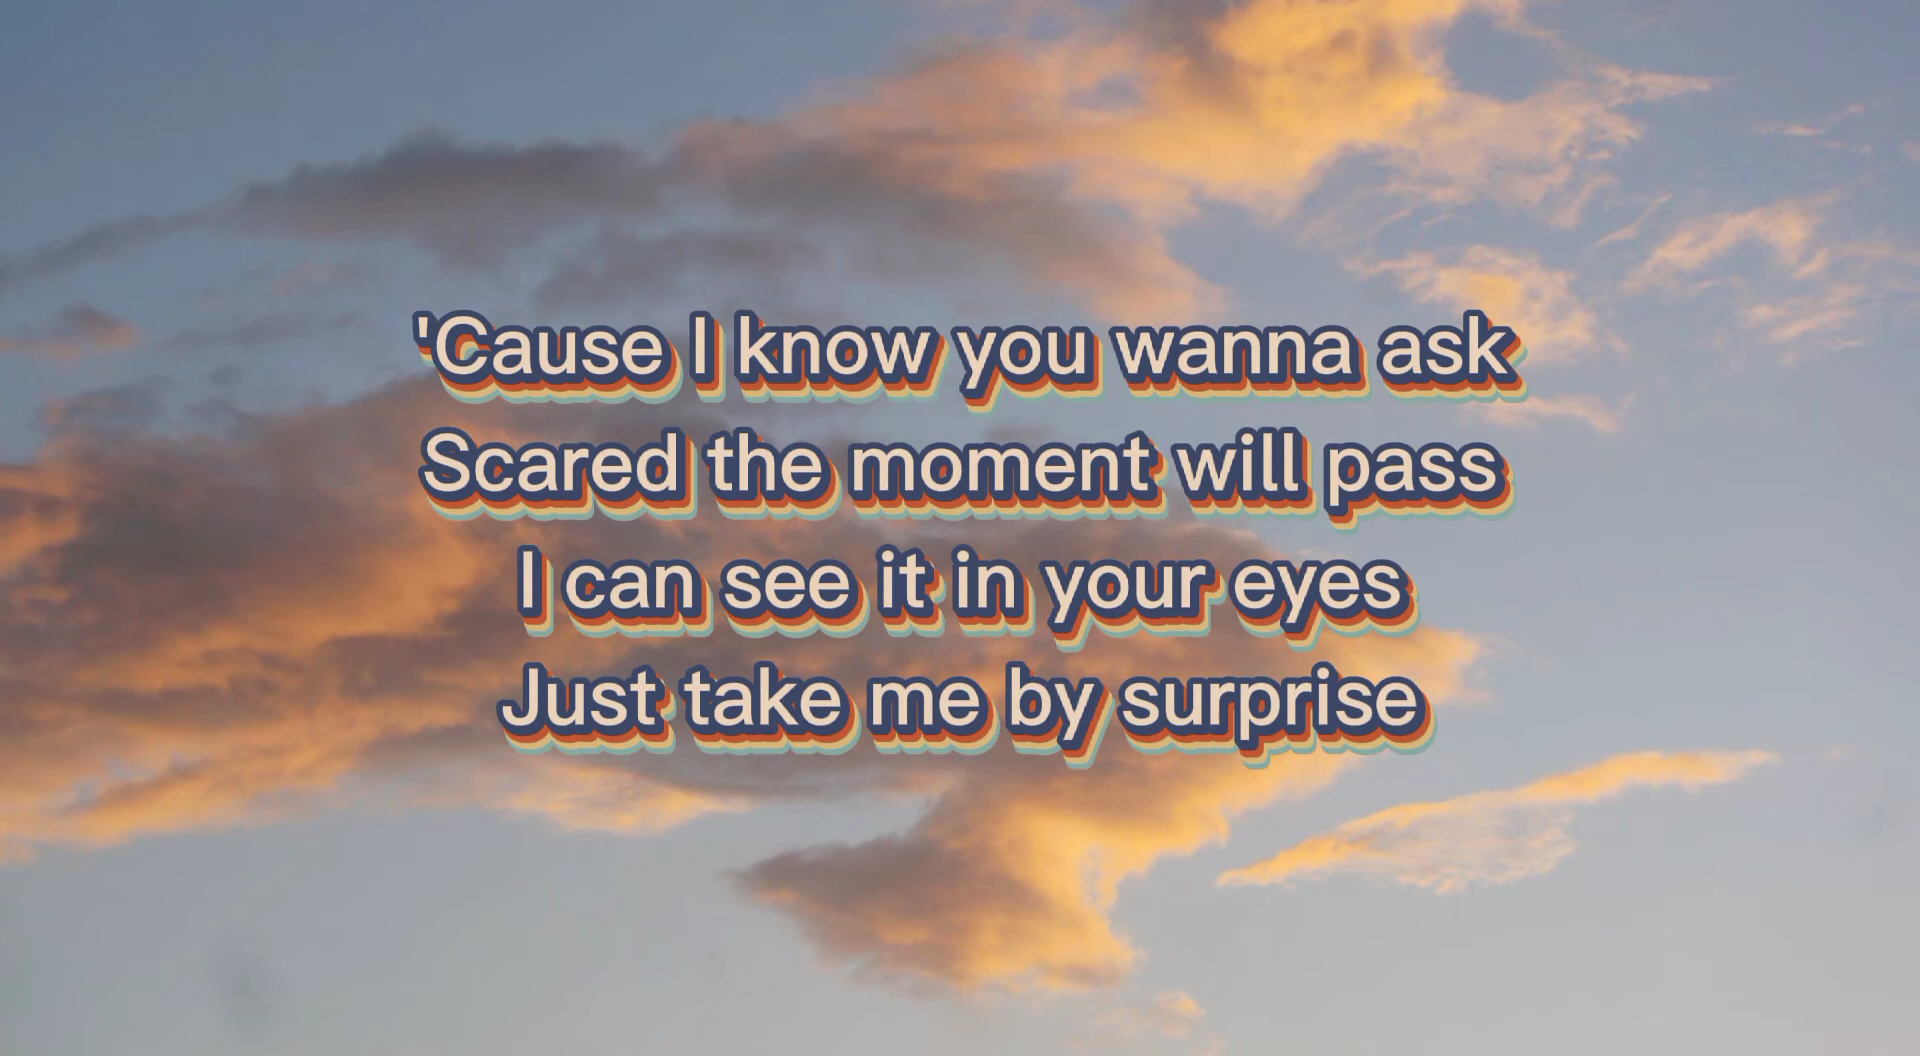 'Cause I know you wanna ask
Scared the moment will pass
I can see it in your eyes
Just take me by surprise